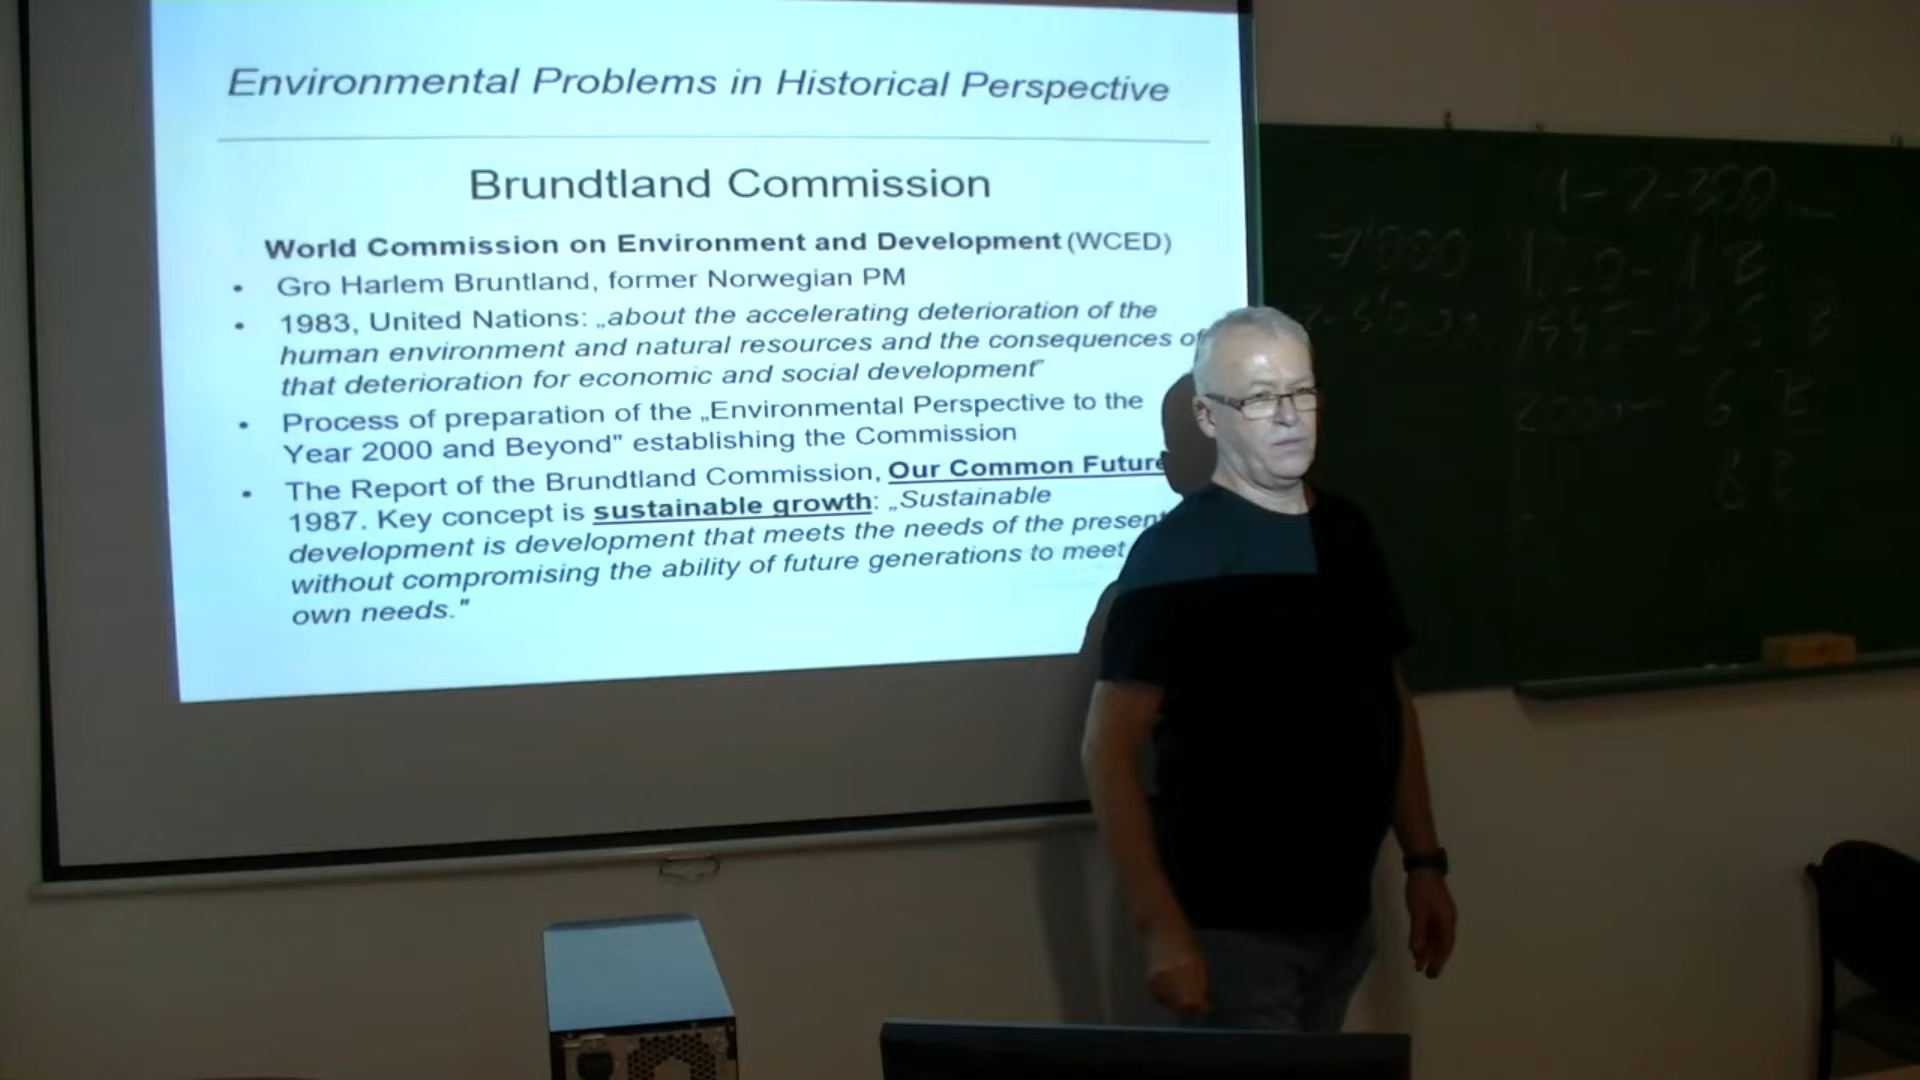 Environmental Problems in Historical Perspective
Brundtland Commission
World Commission on Environment and Development (WCED)
• Gro Harlem Bruntland, former Norwegian PM
• 1983, United Nations: „about the accelerating deterioration of the
human environment and natural resources and the consequences of
that deterioration for economic and social development"
• Process of preparation of the „Environmental Perspective to the
Year 2000 and Beyond" establishing the Commission
• The Report of the Brundtland Commission, Our Common Future
1987. Key concept is sustainable growth: „Sustainable
development is development that meets the needs of the present
without compromising the ability of future generations to meet
own needs."
1-2-300